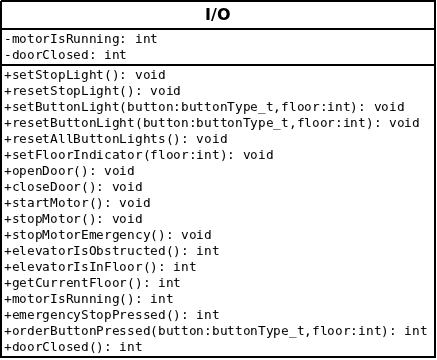 I/O
-motorIsRunning: int
-doorClosed: int
+setStopLight(): void
+resetStopLight(): void
+setButtonLight(button:buttonType_t,floor:int): void
+resetButtonLight(button:buttonType_t,floor:int): void
+resetAllButtonLights(): void
+setFloorIndicator(floor:int): void
+openDoor(): void
+closeDoor(): void
+startMotor(): void
+stopMotor(): void
+stopMotorEmergency(): void
+elevatorIsObstructed(): int
+elevatorIsInFloor(): int
+getCurrentFloor(): int
+motorIsRunning(): int
+emergencyStopPressed(): int
+orderButtonPressed(button:buttonType_t,floor:int): int
+doorClosed(): int